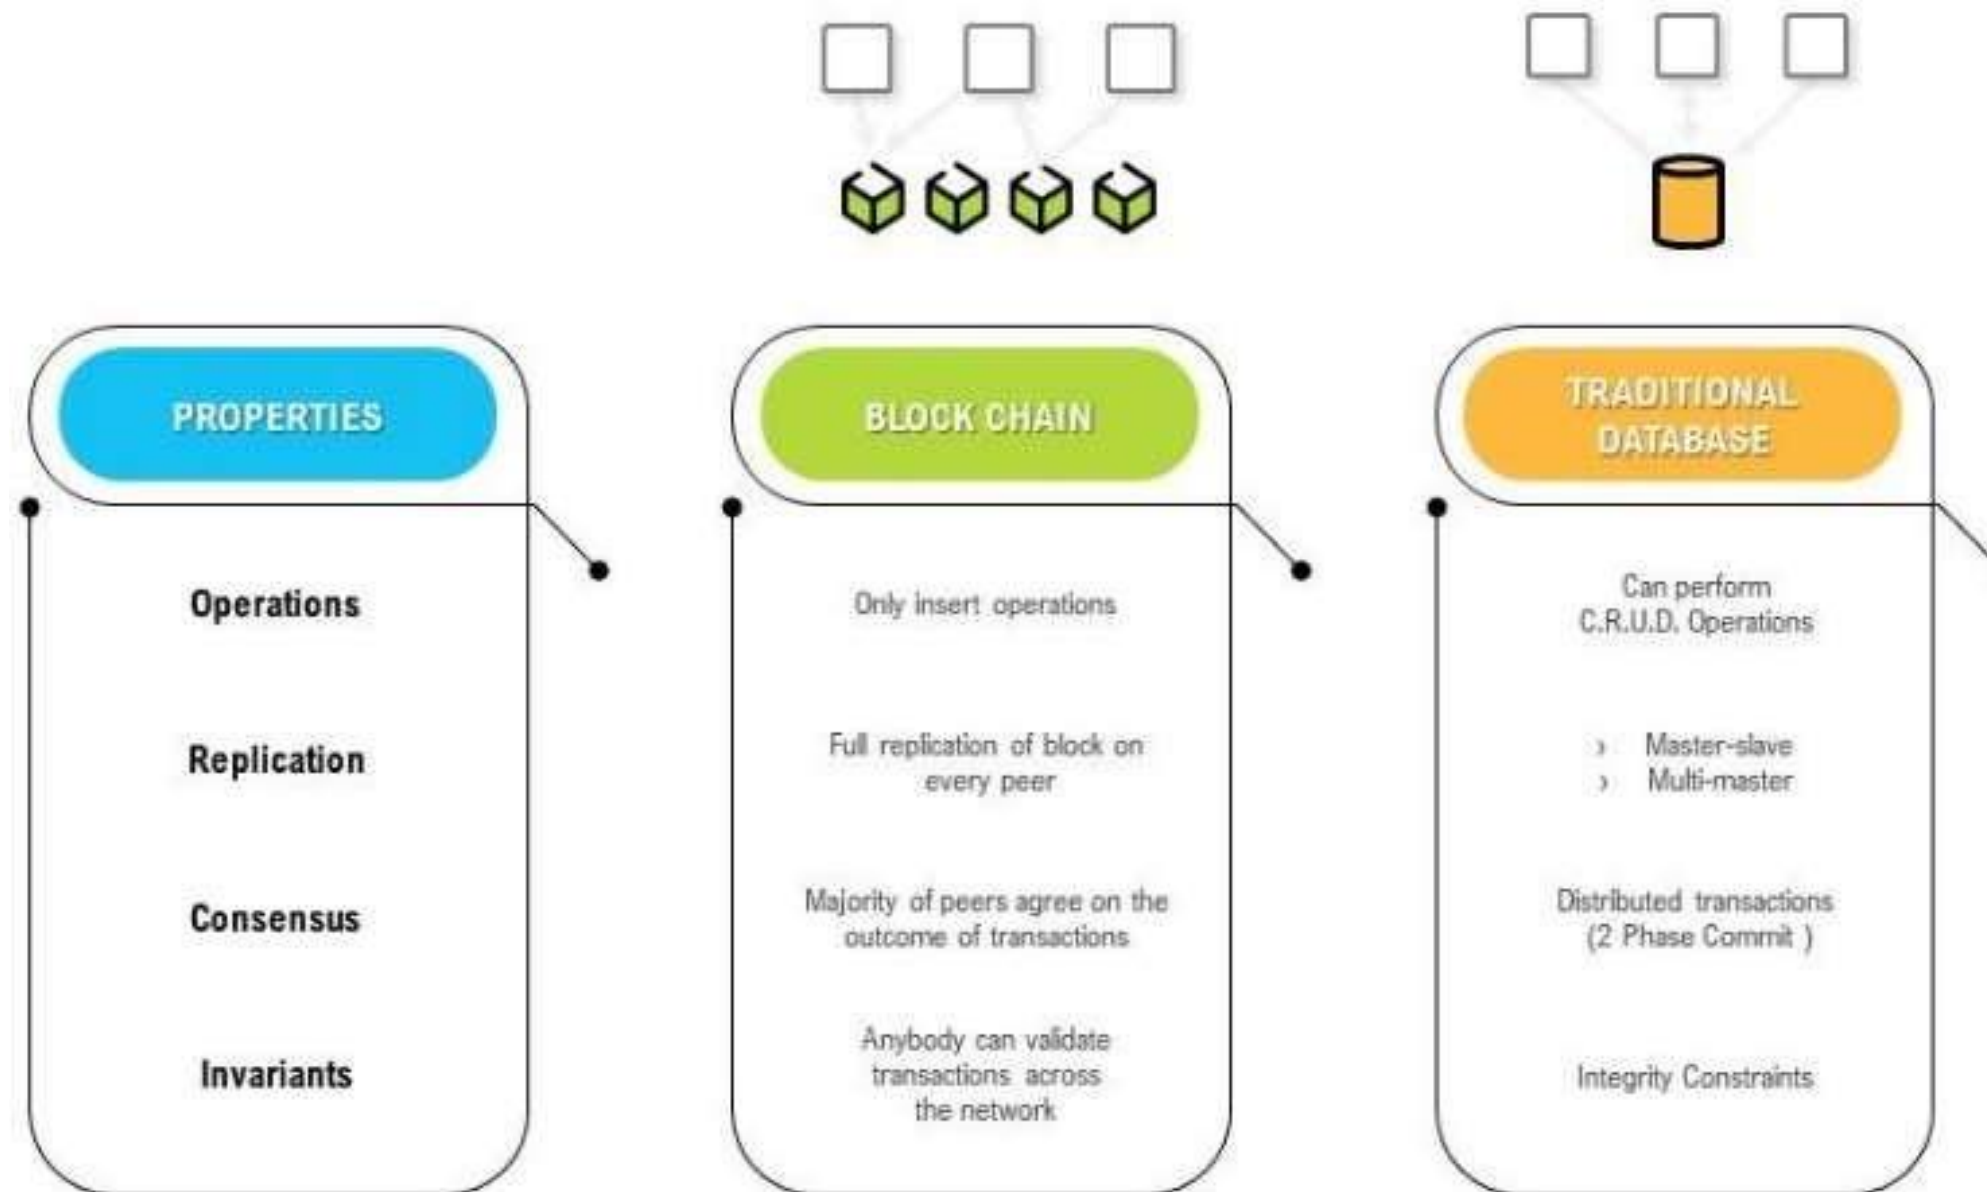 PROPERTIES
Operations
Replication
Consensus
Invariants
BLOCK CHAIN
Only insert operations
Full replication of block on
every peer
Majority of peers agree on the
outcome of transactions
Anybody can validate
transactions across
the network
TRADITIONAL
DATABASE
Can perform
C.R.U.D. Operations
› Master-slave
› Multi-master
Distributed transactions
(2 Phase Commit )
Integrity Constraints